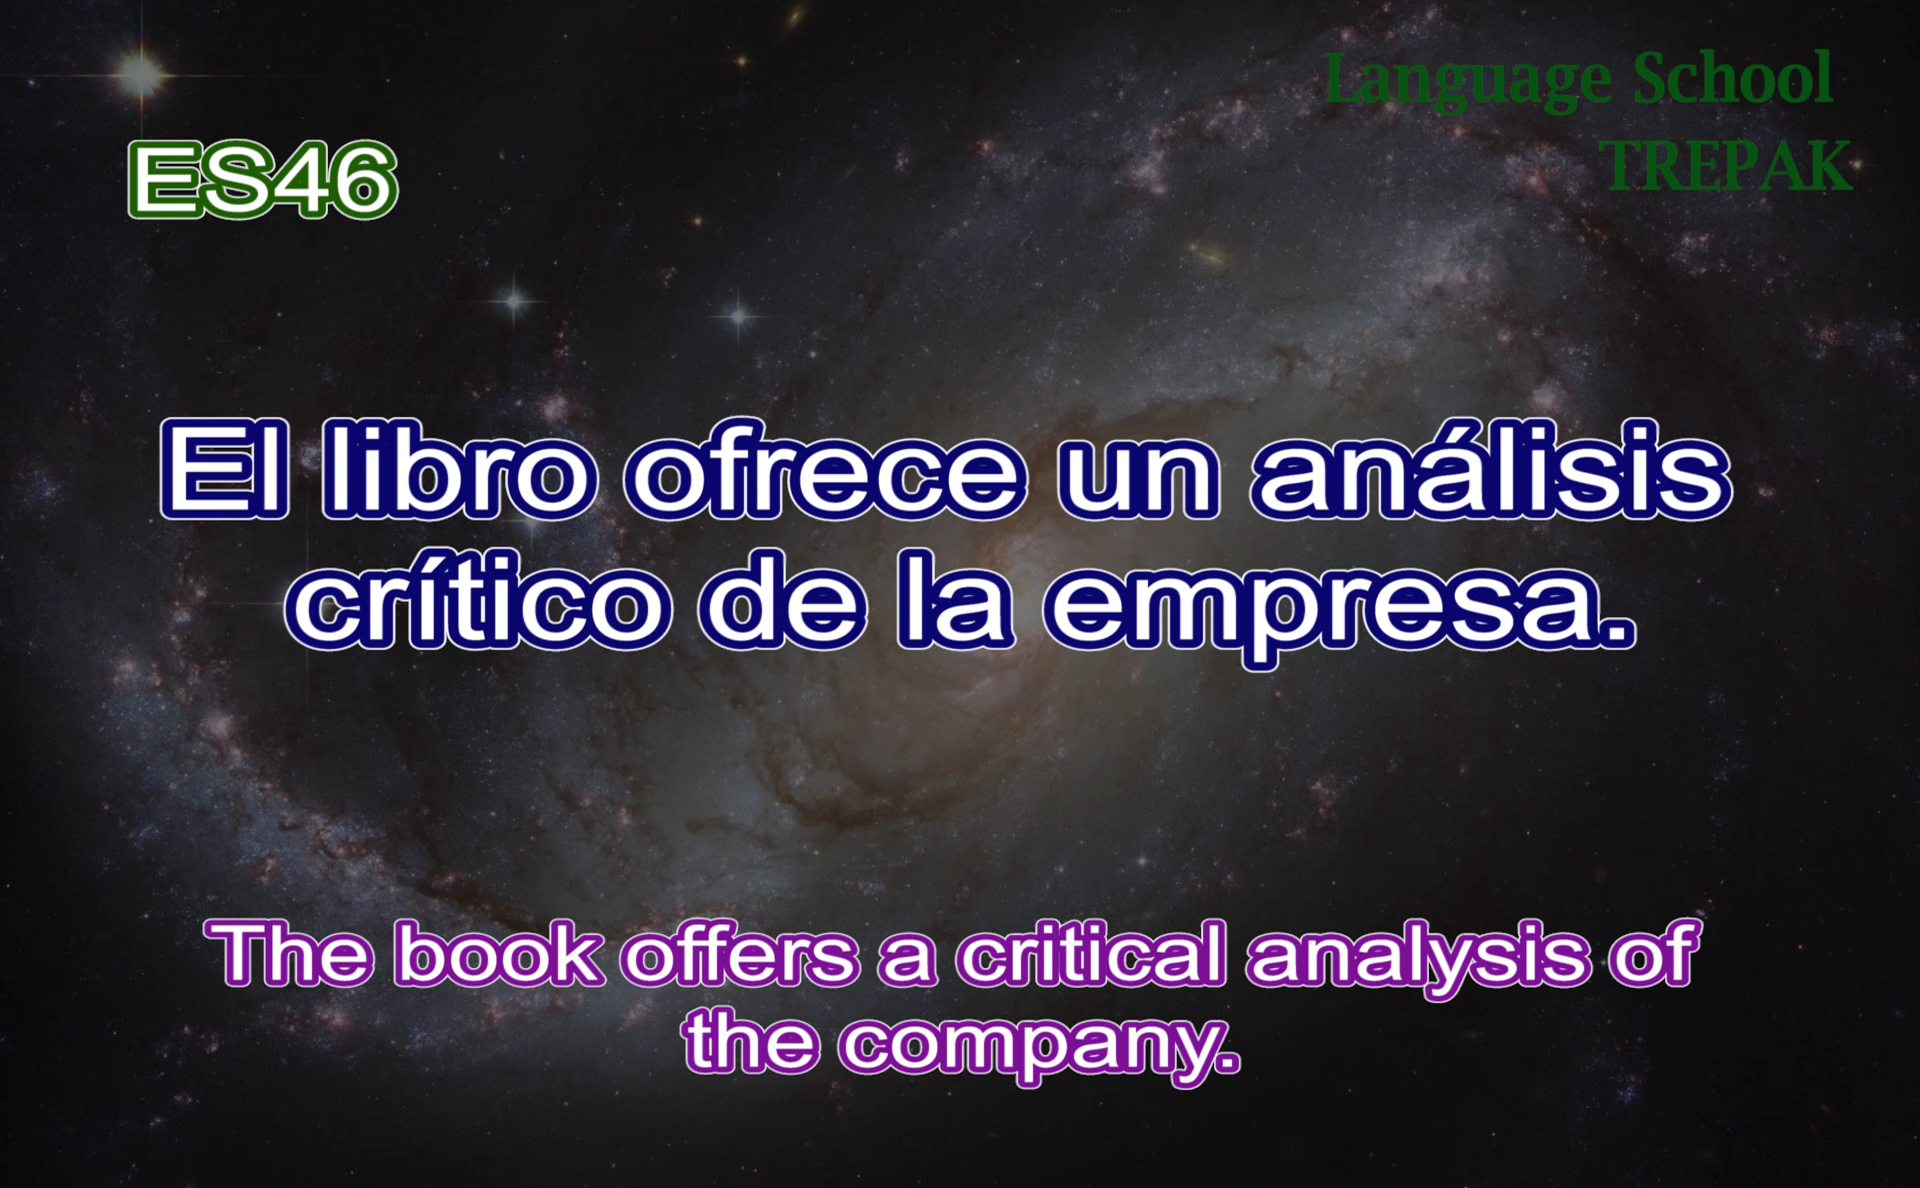 Language School
TREPAK
ES46
El libro ofrece un análisis
crítico de la empresa.
The book offers a critical analysis of
the company.